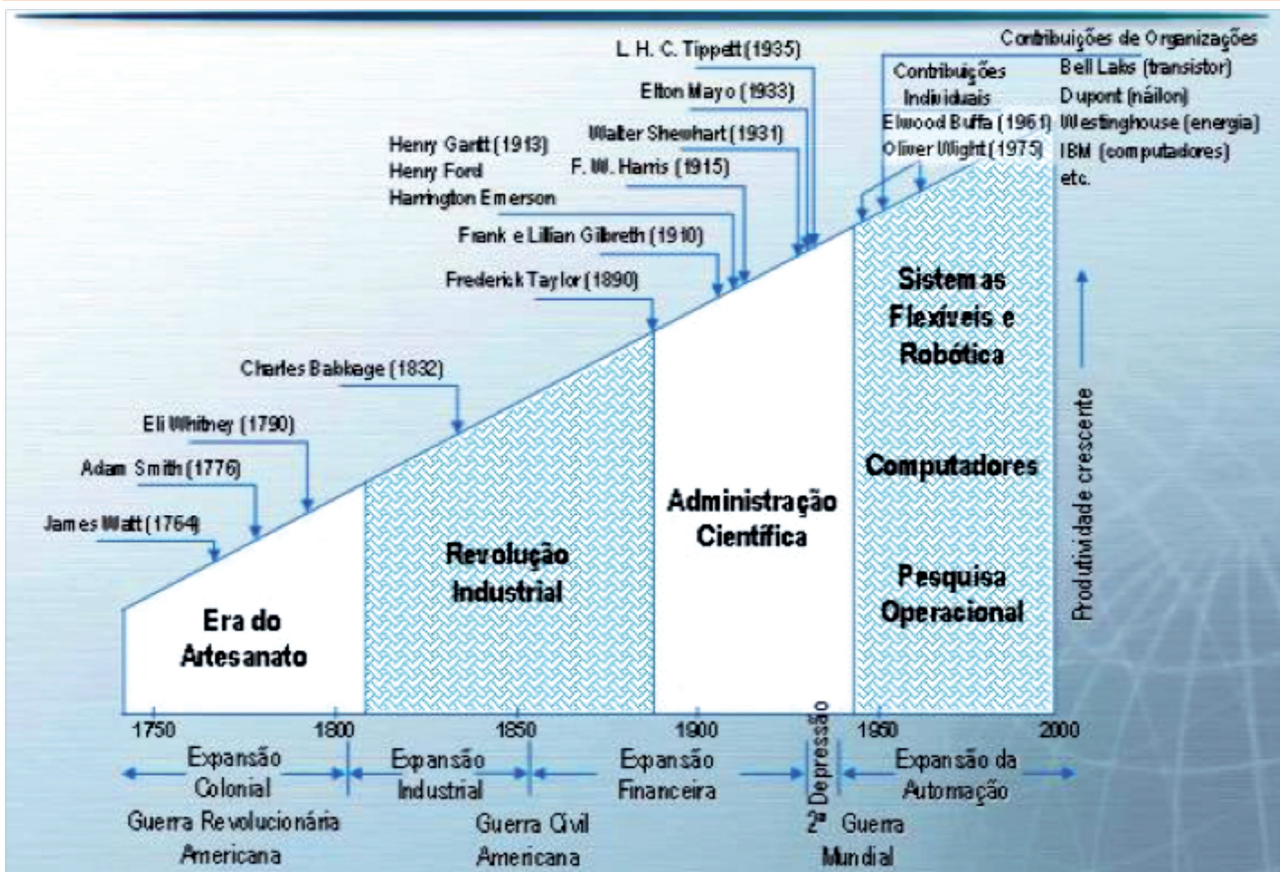 L. H. C. Tippett (1935)
Elton Mayo (1933)
Walter Shewhart (1931)
F. W. Harris (1915)
Henry Gantt (1913)
Henry Ford
Harrington Emerson
Frank e Lillian Gilbreth (1910)
Frederick Taylor (1890)
Charles Babbage (1832)
Eli Whitney (1790)
Adam Smith (1776)
James Watt (1764)
Contribuições
Individuais
Elwood Buffa (1961)
Oliver Wight (1975)
Contribuições de Organizações
Bell Labs (transistor)
Dupont (náilon)
Westinghouse (energia)
IBM (computadores)
etc.
Era do
Artesanato
Revolução
Industrial
Administração
Científica
Sistemas
Flexíveis e
Robótica
Computadores
Pesquisa
Operacional
Produtividade crescente
1750 1800 1850 1900 1950 2000
Expansão
Colonial
Expansão
Industrial
Expansão
Financeira
Depressão
Expansão da
Automação
Guerra Revolucionária
Americana
Guerra Civil
Americana
2ª Guerra
Mundial